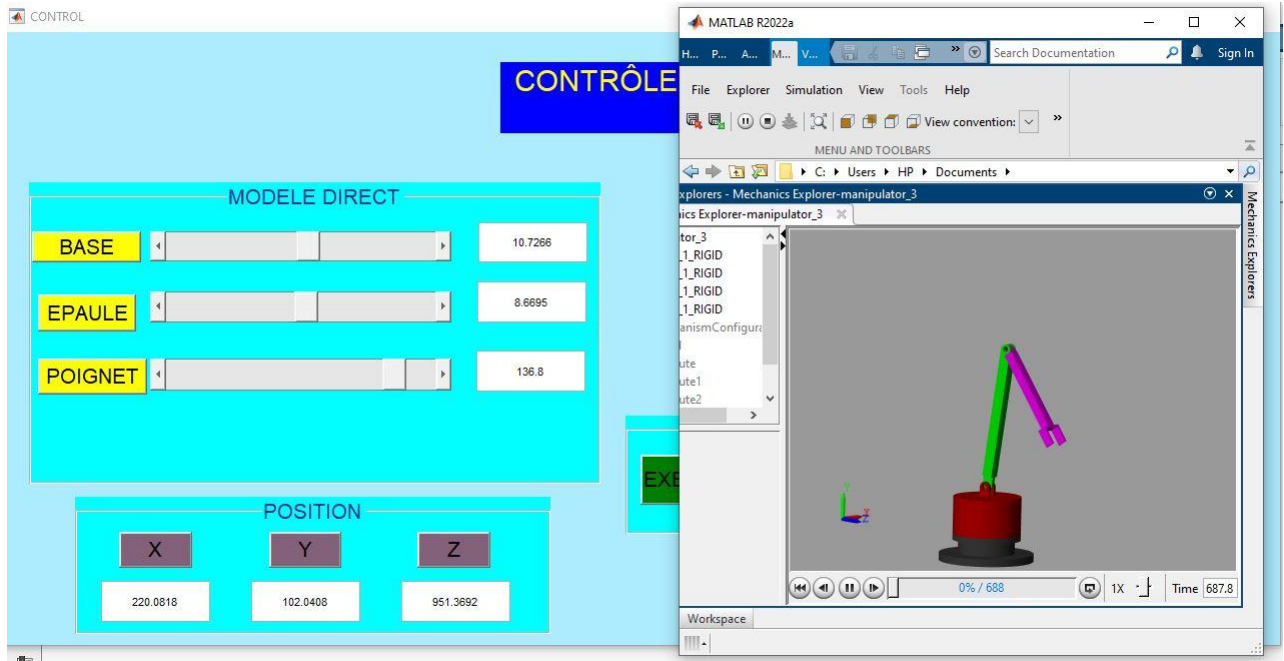 CONTROL
CONTRÔLE
MODELE DIRECT
BASE
10.7266
EPAULE
8.6695
POIGNET
136.8
EXE
POSITION
X Y Z
220.0818 102.0408 951.3692
MATLAB R2022a
H... P... A... M... V... Search Documentation Sign In
File Explorer Simulation View Tools Help
View convention:
MENU AND TOOLBARS
C: Users HP Documents
xplorers - Mechanics Explorer-manipulator_3
ics Explorer-manipulator_3
Mechanics Explorers
tor_3
_1_RIGID
_1_RIGID
_1_RIGID
_1_RIGID
anismConfigura
ute
ute1
ute2
Y
Z
0% / 688 1X Time 687.8
Workspace